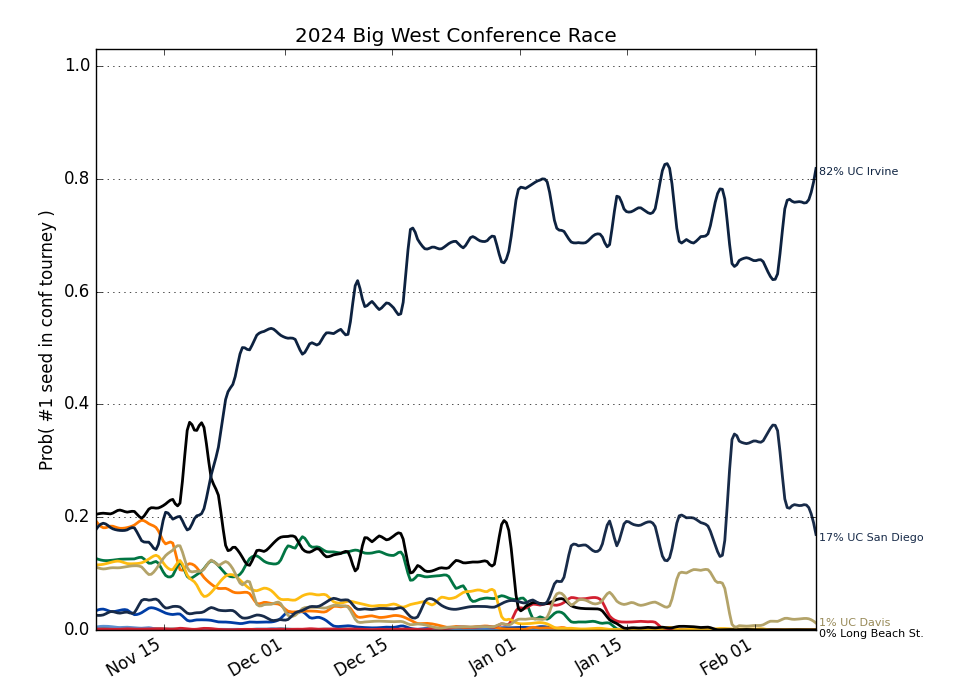 2024 Big West Conference Race
Prob( #1 seed in conf tourney )
1.0
0.8
0.6
0.4
0.2
0.0
82% UC Irvine
17% UC San Diego
1% UC Davis
0% Long Beach St.
Nov 15
Dec 01
Dec 15
Jan 01
Jan 15
Feb 01